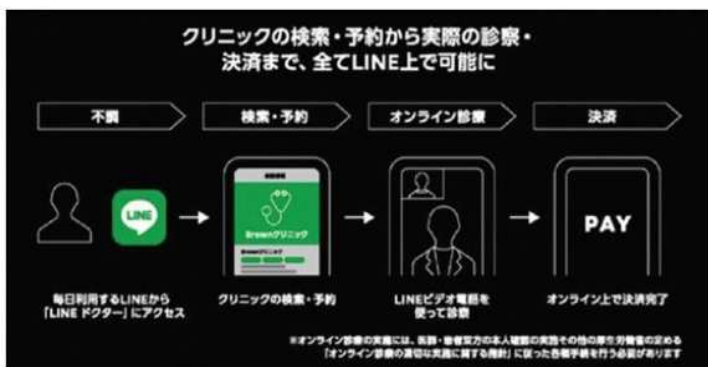 クリニックの検索・予約から実際の診察・
決済まで、全てLINE上で可能に
不調
検索・予約
オンライン診療
決済
LINE
Brownクリニック
Brownクリニック
PAY
毎日利用するLINEから
「LINE ドクター」にアクセス
クリニックの検索・予約
LINEビデオ電話を
使って診察
オンライン上で決済完了
※オンライン診療の実施には、医師・患者双方の本人確認の実施その他の厚生労働省の定める
「オンライン診療の適切な実施に関する指針」に従った各種手続を行う必要があります